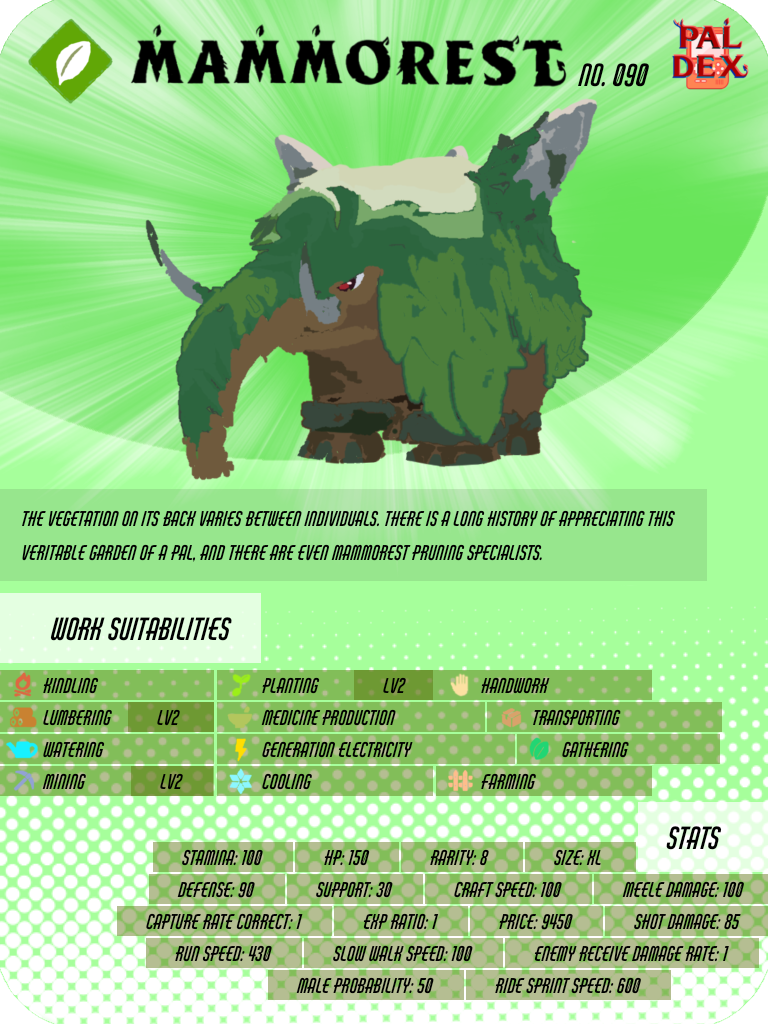 MAMMOREST NO. 090
PAL
DEX
THE VEGETATION ON ITS BACK VARIES BETWEEN INDIVIDUALS. THERE IS A LONG HISTORY OF APPRECIATING THIS
VERITABLE GARDEN OF A PAL, AND THERE ARE EVEN MAMMOREST PRUNING SPECIALISTS.
WORK SUITABILITIES
KINDLING PLANTING LV2 HANDWORK
LUMBERING LV2 MEDICINE PRODUCTION TRANSPORTING
WATERING GENERATION ELECTRICITY GATHERING
MINING LV2 COOLING FARMING
STATS
STAMINA: 100 HP: 150 RARITY: 8 SIZE: XL
DEFENSE: 90 SUPPORT: 30 CRAFT SPEED: 100 MEELE DAMAGE: 100
CAPTURE RATE CORRECT: 1 EXP RATIO: 1 PRICE: 9450 SHOT DAMAGE: 85
RUN SPEED: 430 SLOW WALK SPEED: 100 ENEMY RECEIVE DAMAGE RATE: 1
MALE PROBABILITY: 50 RIDE SPRINT SPEED: 600